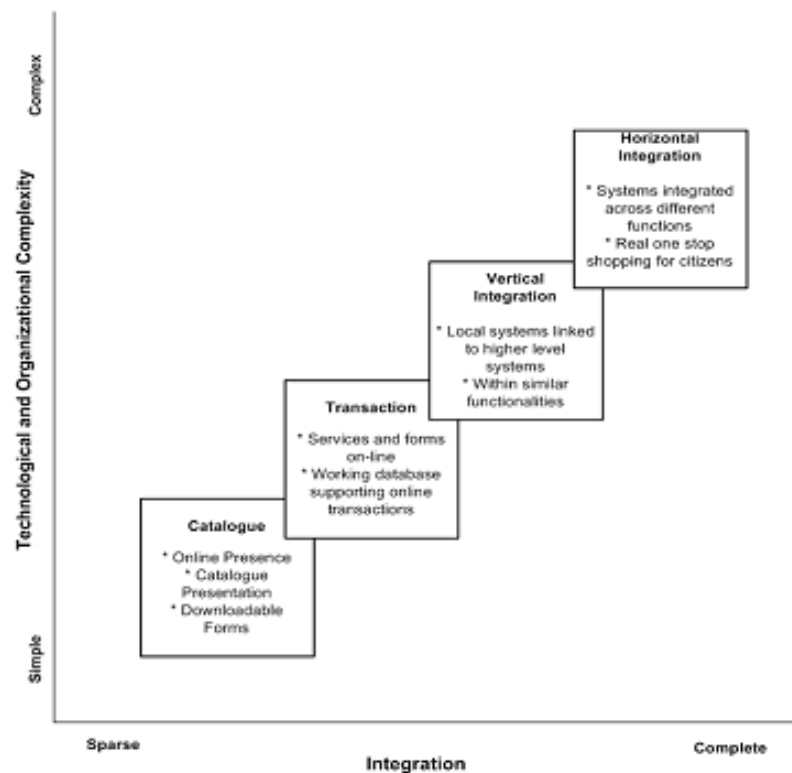 Complex
Technological and Organizational Complexity
Simple
Horizontal
Integration
* Systems integrated
across different
functions
* Real one stop
shopping for citizens
Vertical
Integration
* Local systems linked
to higher level
systems
* Within similar
functionalities
Transaction
* Services and forms
on-line
* Working database
supporting online
transactions
Catalogue
* Online Presence
* Catalogue
Presentation
* Downloadable
Forms
Sparse
Complete
Integration